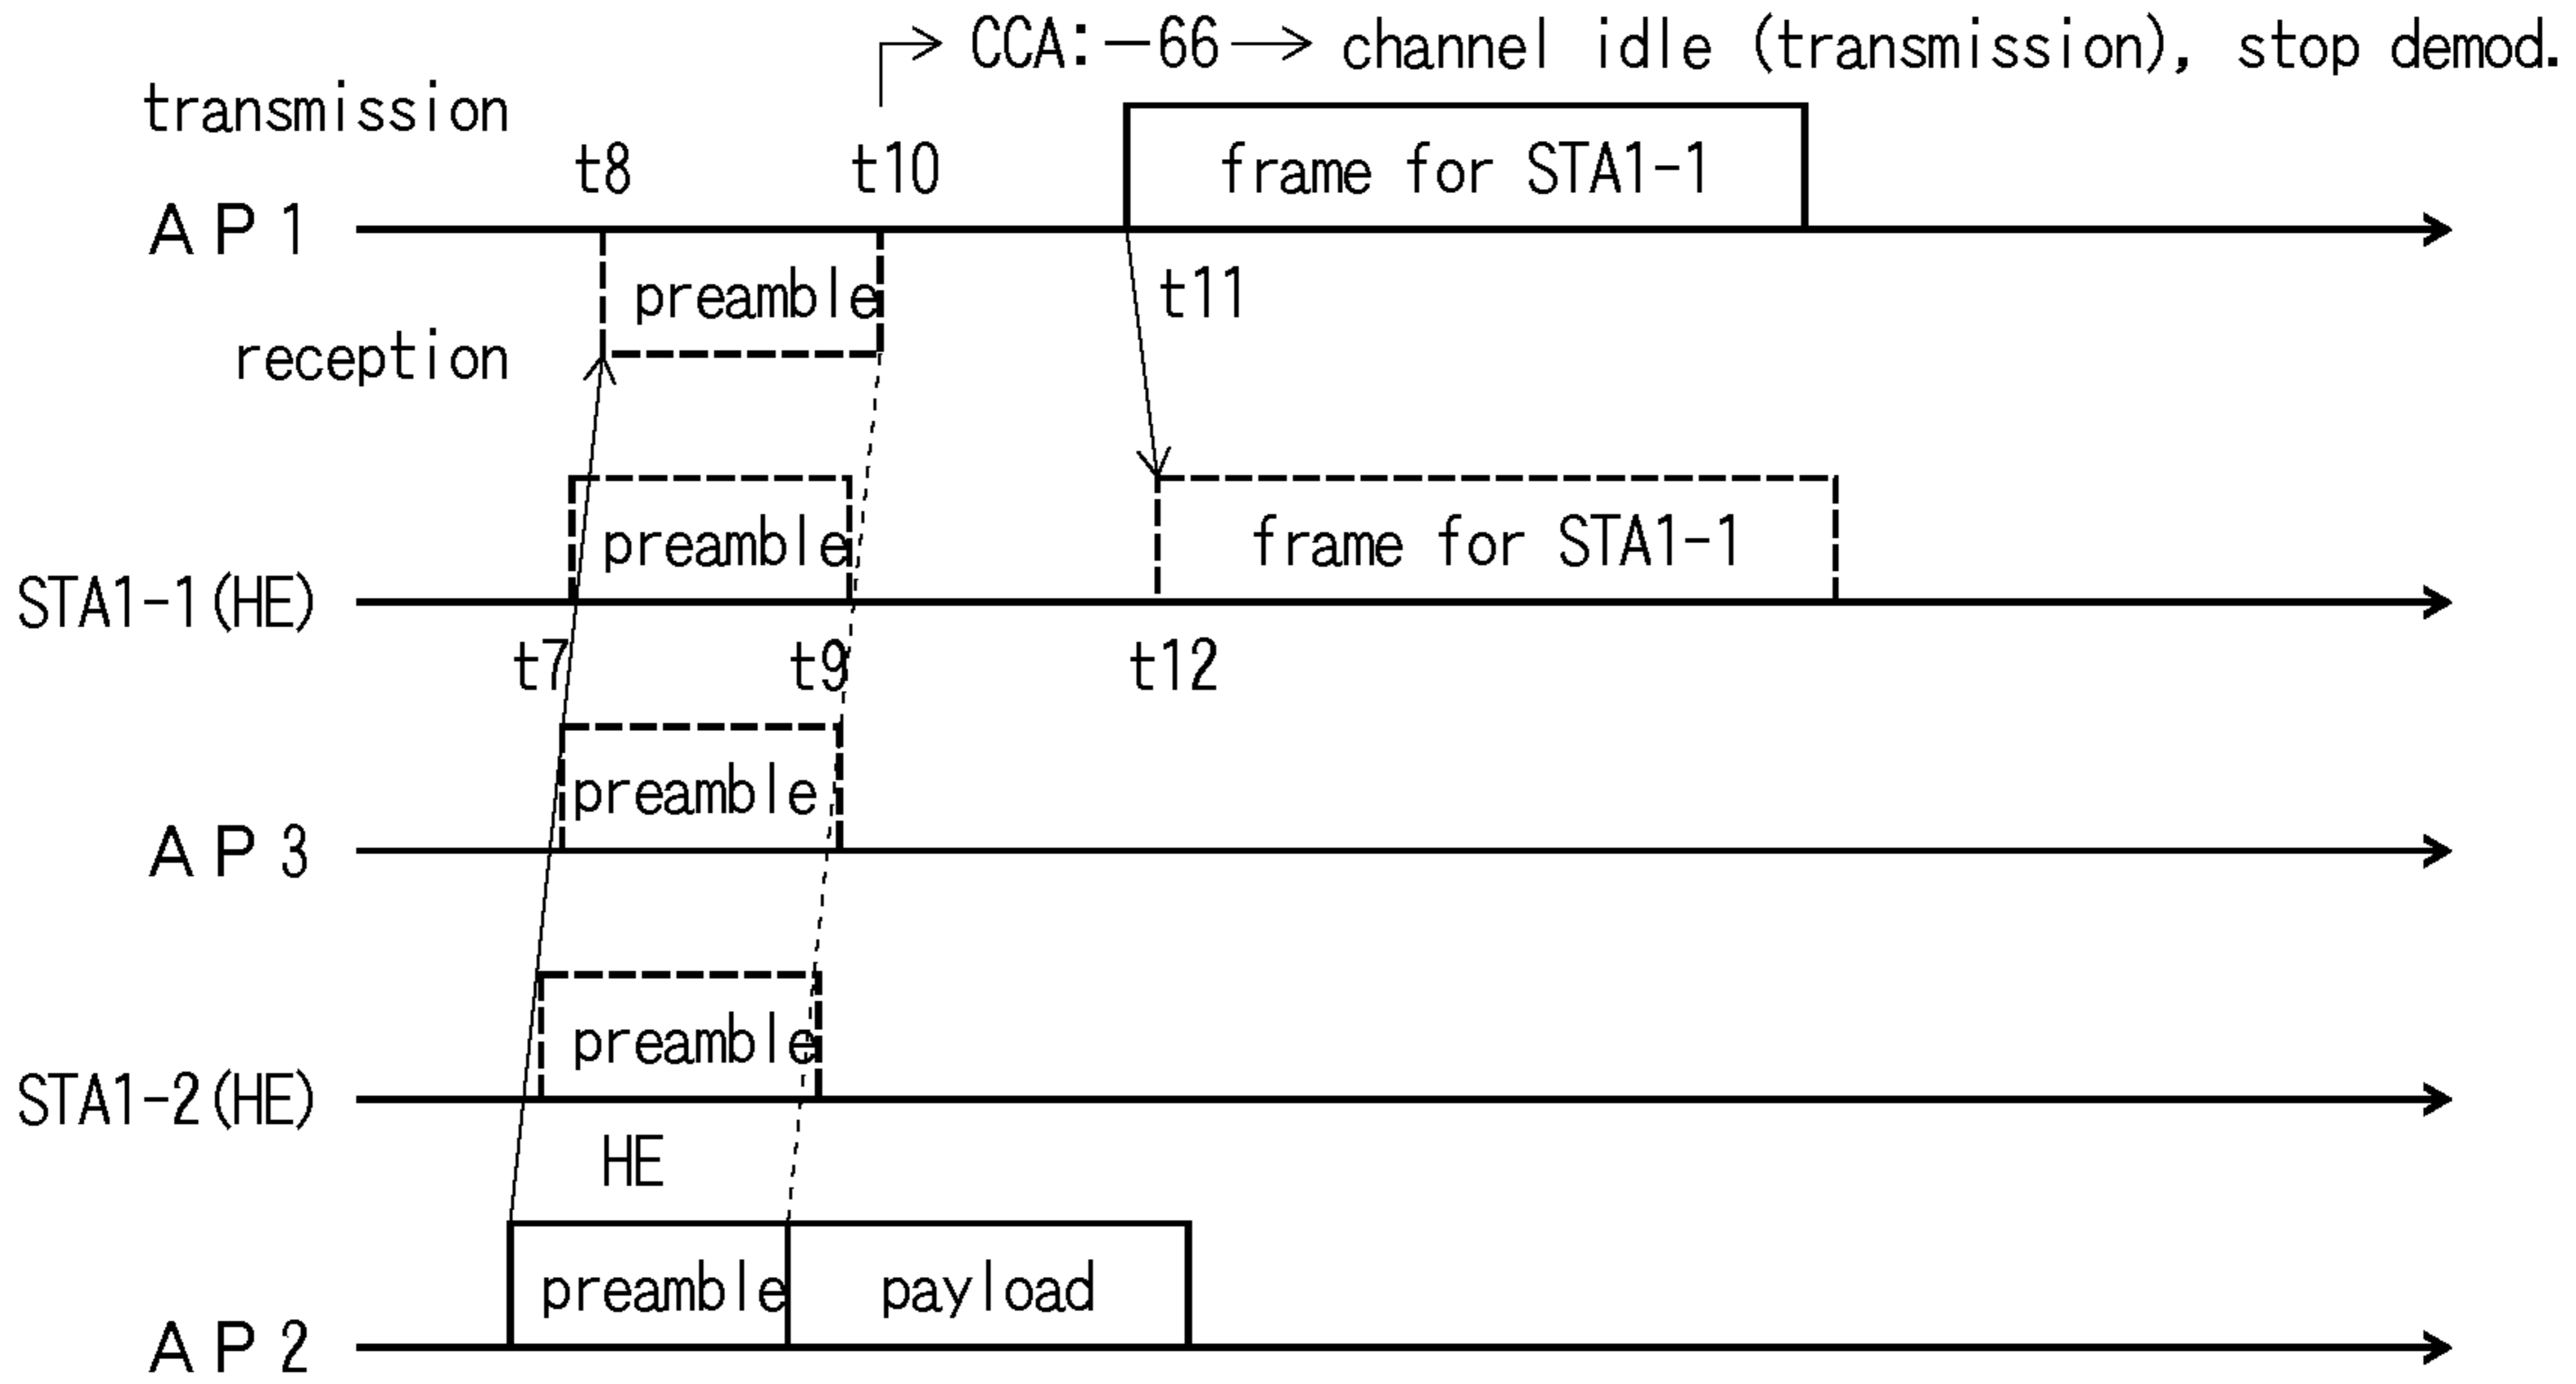 CCA:-66 → channel idle (transmission), stop demod.
transmission
t8 t10 frame for STA1-1
AP1
preamble t11
reception
preamble frame for STA1-1
STA1-1(HE)
t7 t9 t12
preamble
AP3
preamble
STA1-2(HE)
HE
preamble payload
AP2